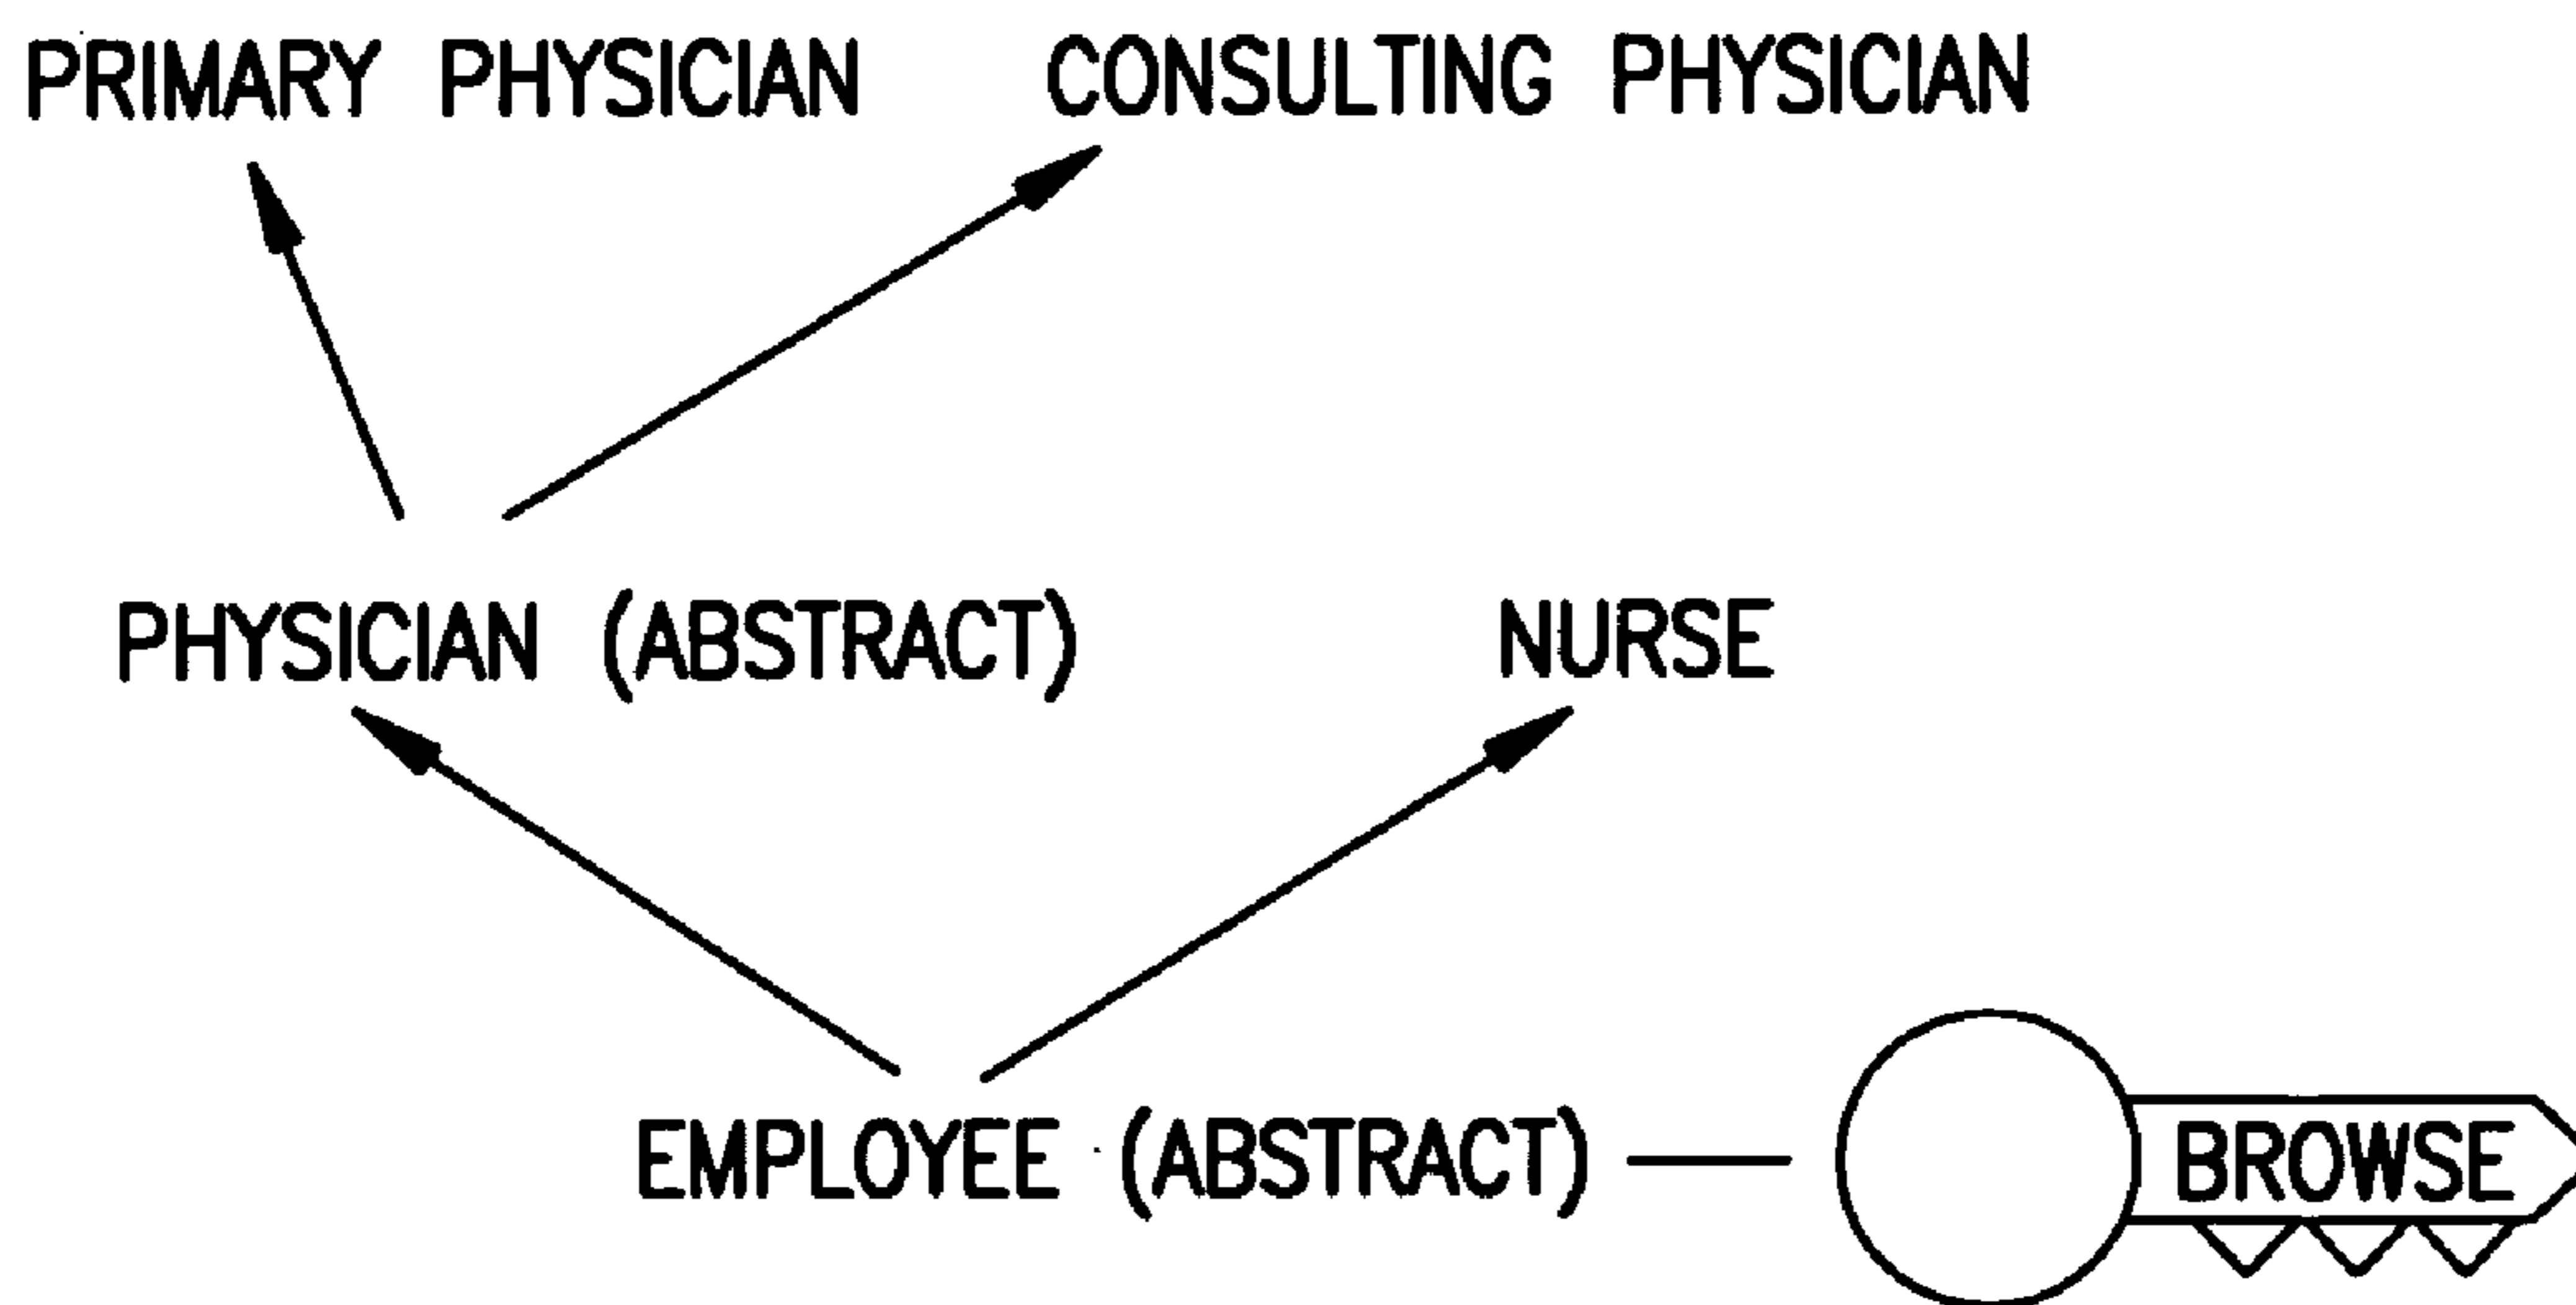 PRIMARY PHYSICIAN CONSULTING PHYSICIAN
PHYSICIAN (ABSTRACT) NURSE
EMPLOYEE (ABSTRACT) BROWSE